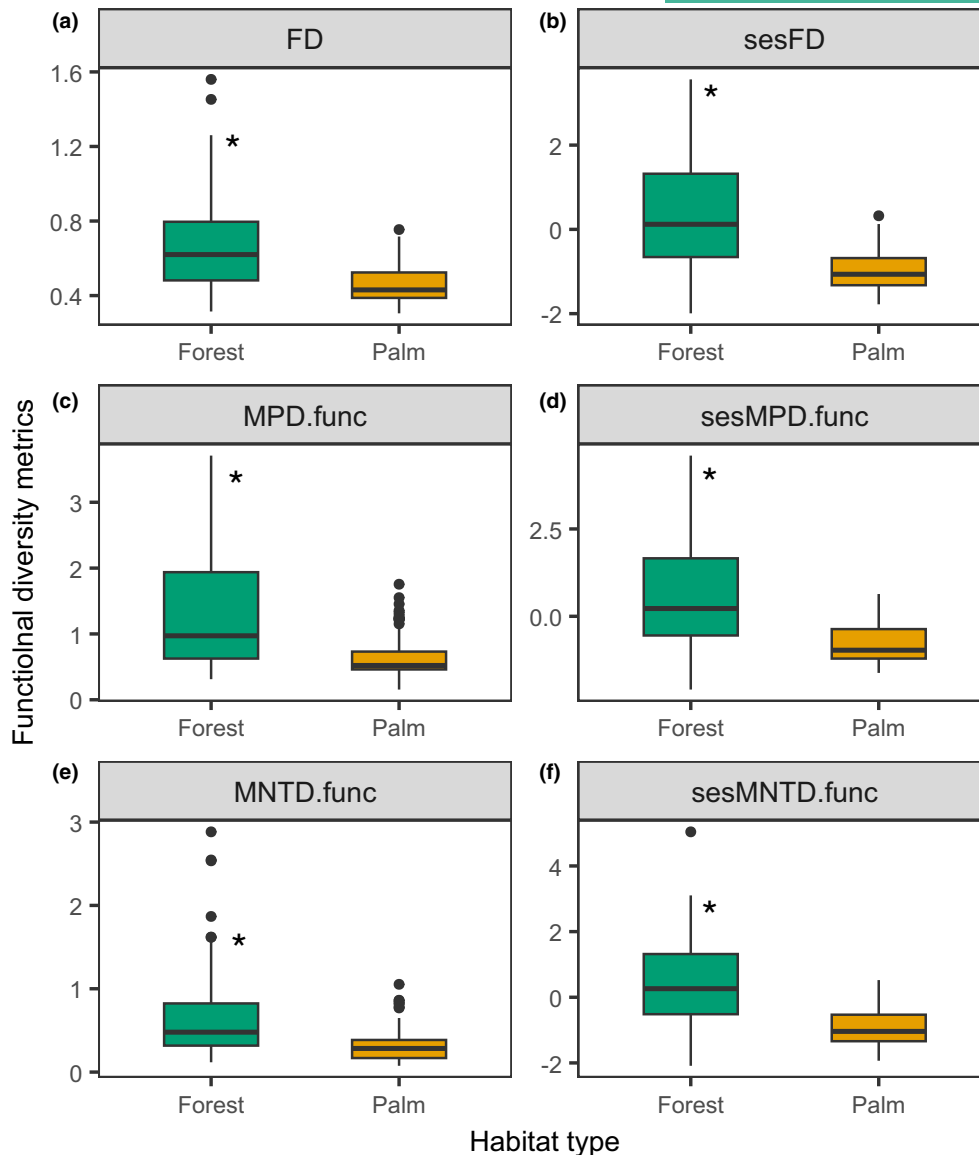 (a)
FD
1.6
1.2
0.8
0.4
*
Forest Palm
(b)
sesFD
2
0
-2
*
Forest Palm
(c)
MPD.func
3
2
1
0
*
Forest Palm
(d)
sesMPD.func
2.5
0.0
*
Forest Palm
(e)
MNTD.func
3
2
1
0
*
Forest Palm
(f)
sesMNTD.func
4
2
0
-2
*
Forest Palm
Functiolnal diversity metrics
Habitat type